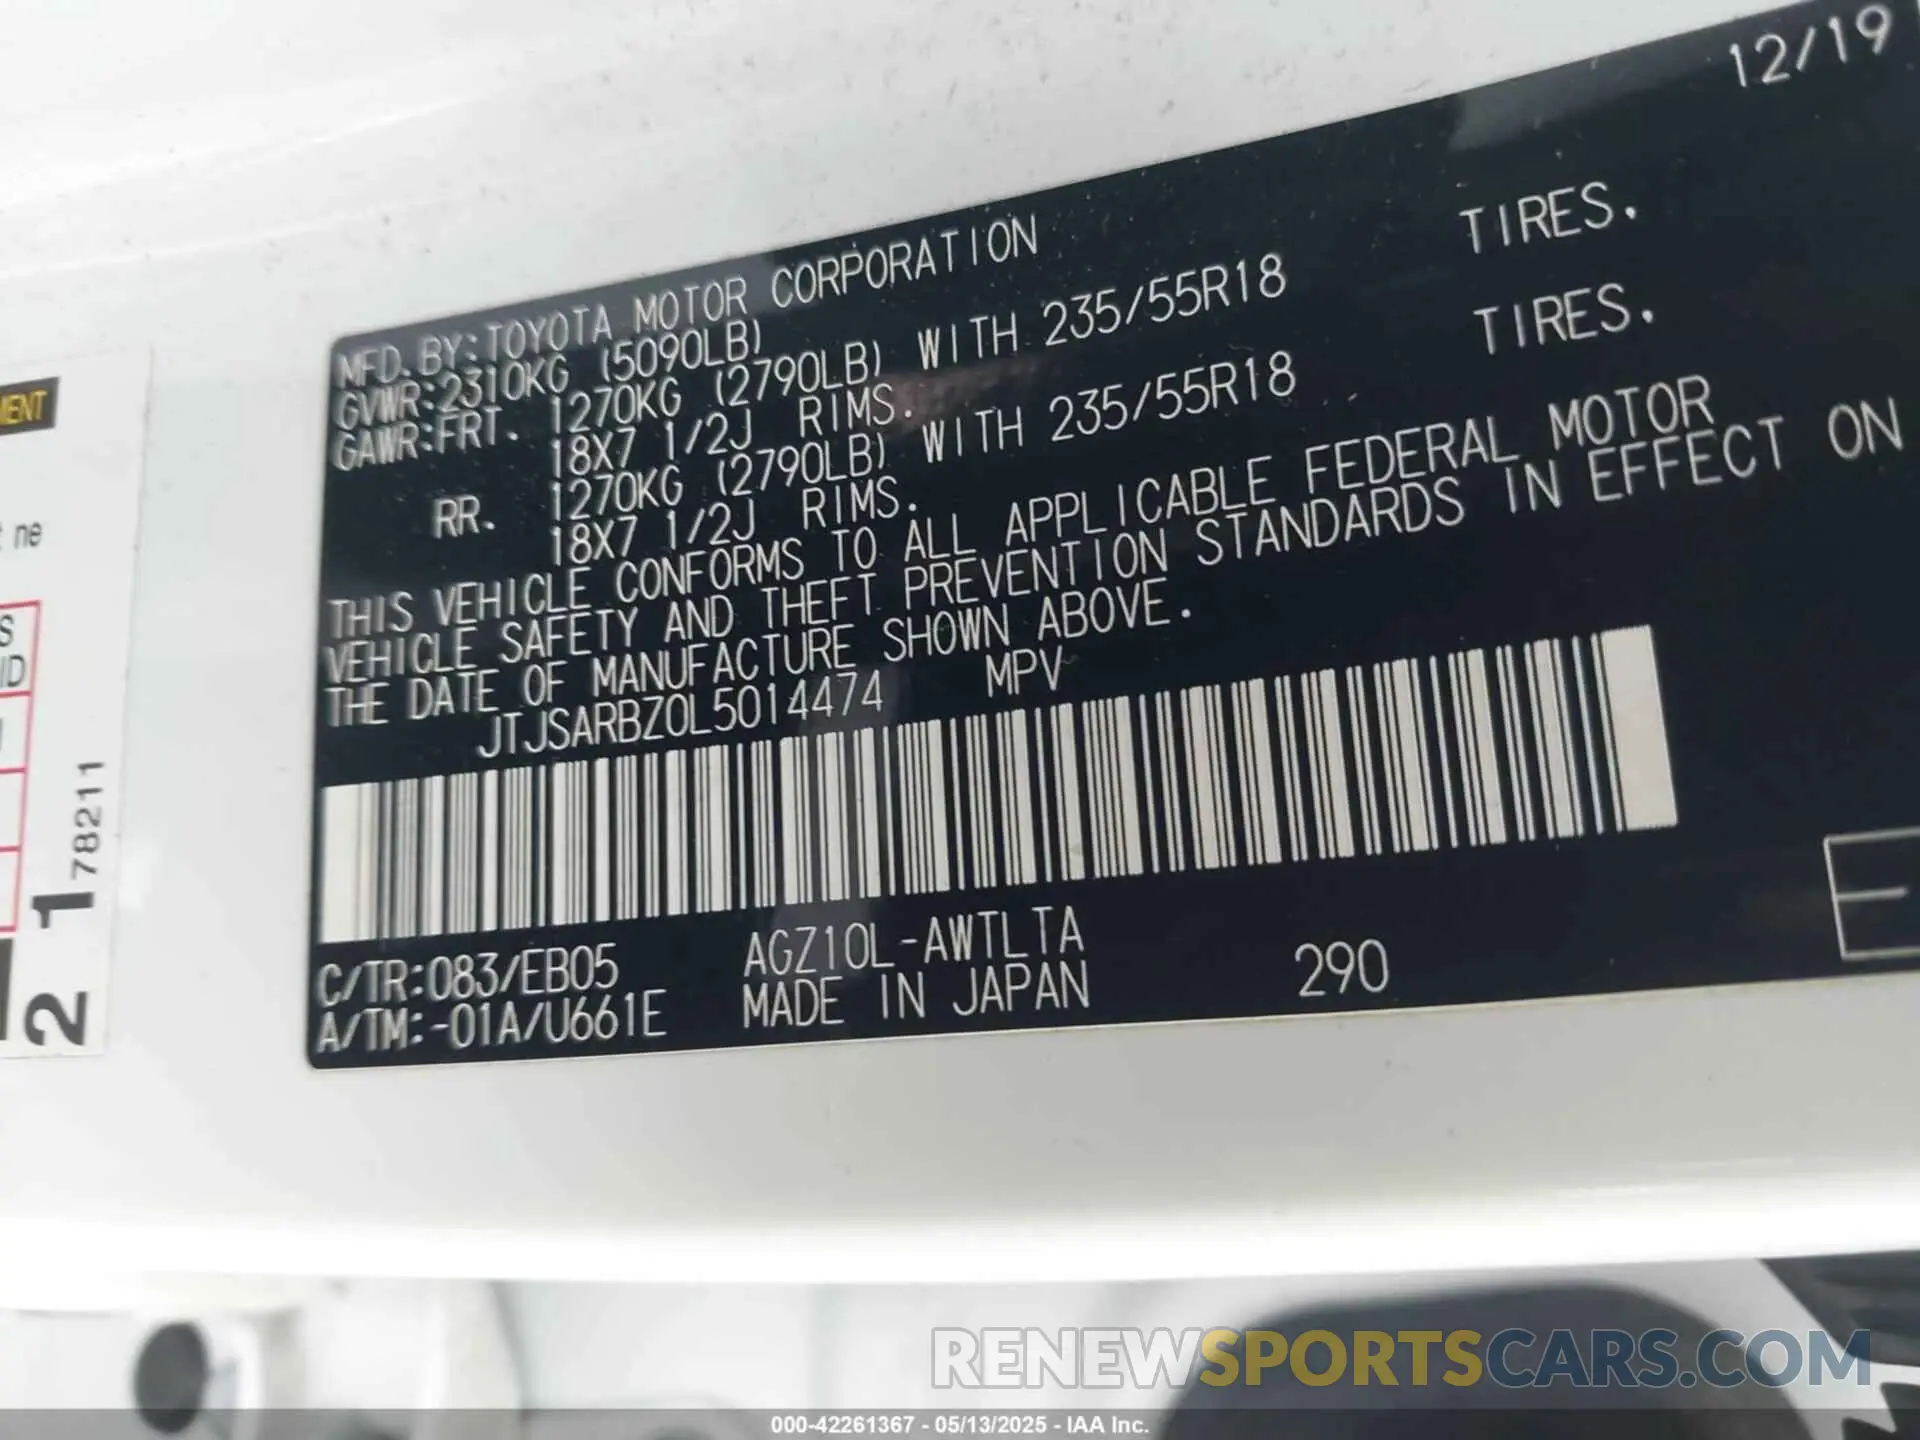 12/19
MFD. BY: TOYOTA MOTOR CORPORATION
GVWR: 2310KG (5090LB)
GAWR: FRT. 1270KG (2790LB) WITH 235/55R18 TIRES.
18X7 1/2J RIMS.
RR. 1270KG (2790LB) WITH 235/55R18 TIRES.
18X7 1/2J RIMS.
THIS VEHICLE CONFORMS TO ALL APPLICABLE FEDERAL MOTOR
VEHICLE SAFETY AND THEFT PREVENTION STANDARDS IN EFFECT ON
THE DATE OF MANUFACTURE SHOWN ABOVE.
JTJSARBZ0L5014474 MPV
C/TR:083/EB05 AGZ10L-AWTLTA
A/TM:-01A/U661E MADE IN JAPAN 290
MENT
ne
S
ID
2 1 78211
RENEWSPORTSCARS.COM
000-42261367 - 05/13/2025 - IAA Inc.